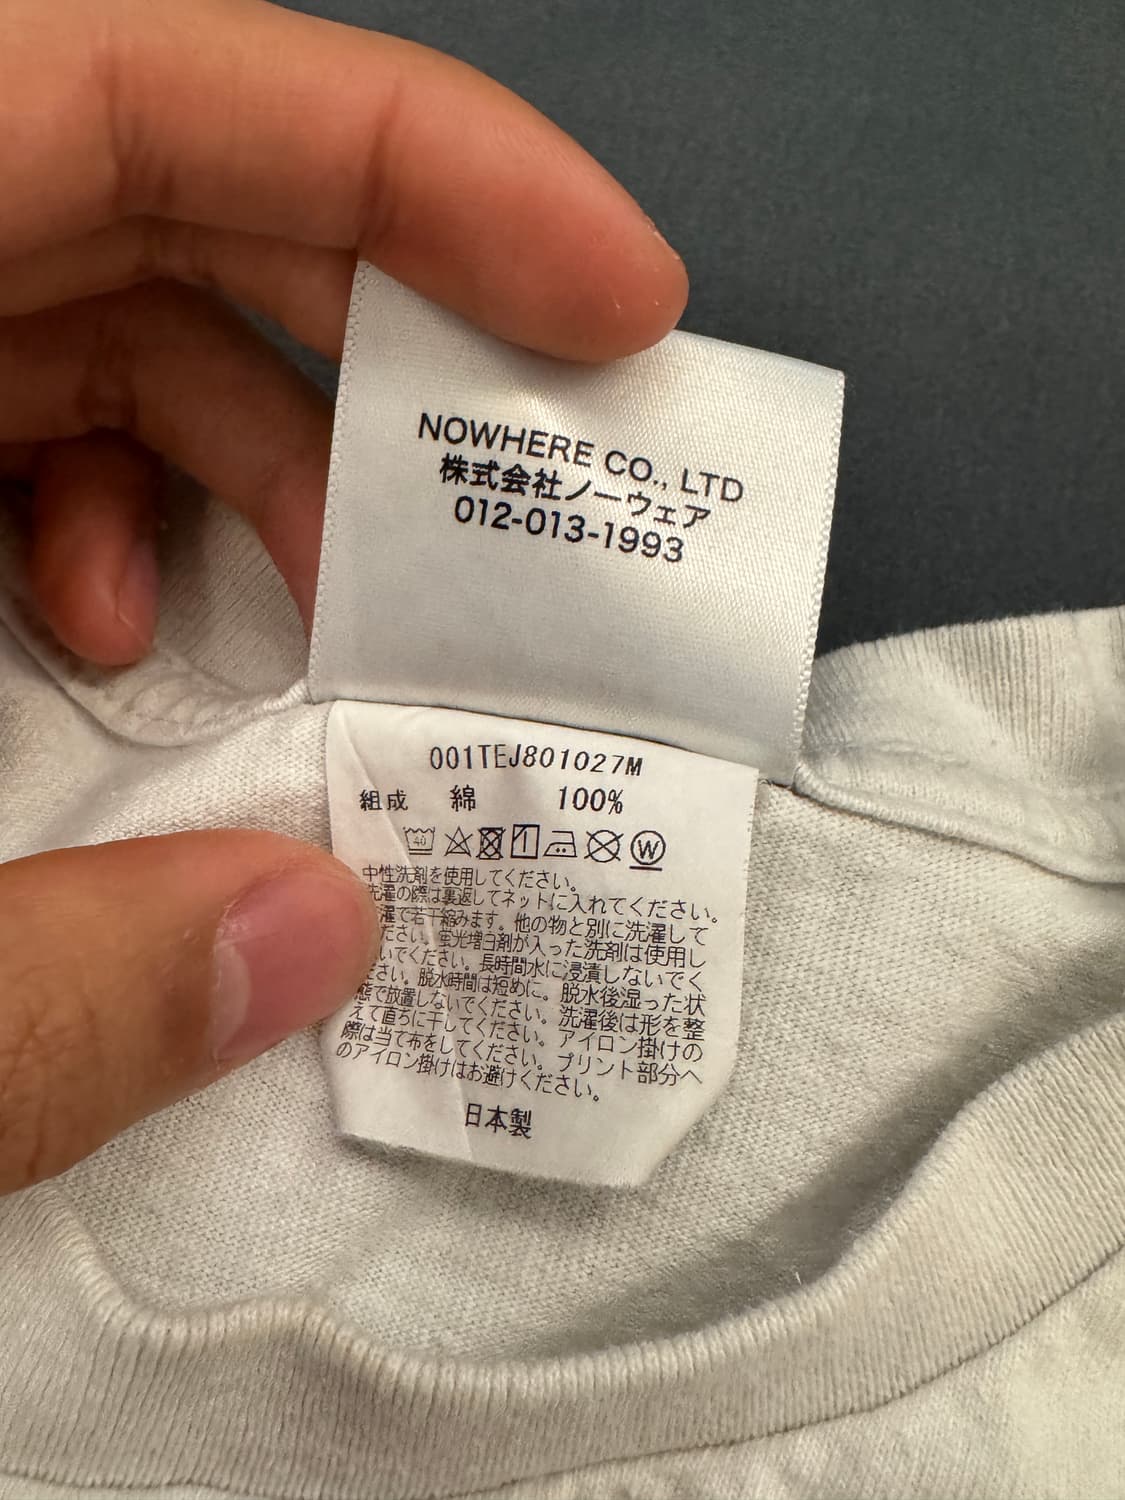 NOWHERE CO., LTD
株式会社ノーウェア
012-013-1993
001TEJ801027M
組成 綿 100%
40 W
中性洗剤を使用してください。
洗濯の際は裏返してネットに入れてください。
濯で若干縮みます。他の物と別に洗濯して
ださい。蛍光増白剤が入った洗剤は使用し
いでください。長時間水に浸漬しないでく
ださい。脱水時間は短めに。脱水後湿った状
態で放置しないでください。洗濯後は形を整
えて直ちに干してください。アイロン掛けの
際は当て布をしてください。プリント部分へ
のアイロン掛けはお避けください。
日本製